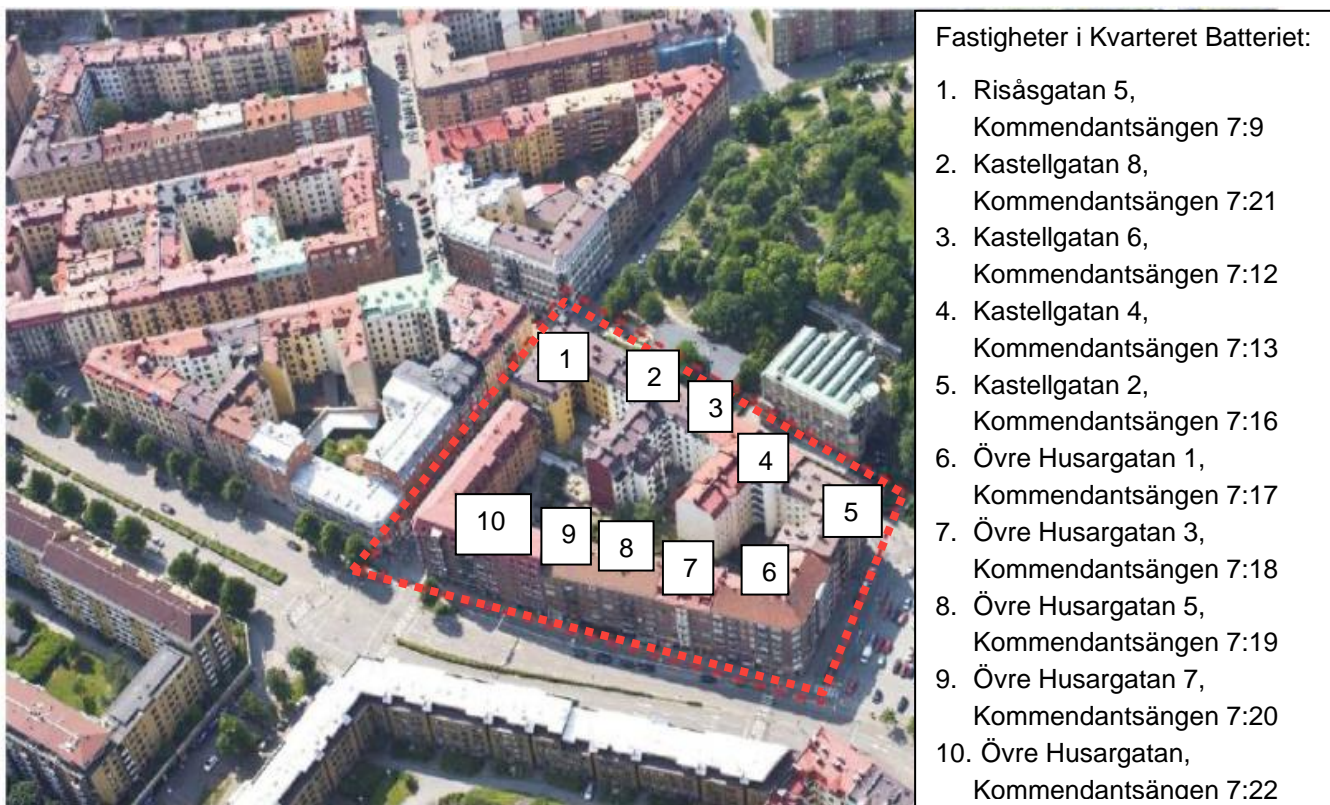 Fastigheter i Kvarteret Batteriet:
1. Risåsgatan 5,
Kommendantsängen 7:9
2. Kastellgatan 8,
Kommendantsängen 7:21
3. Kastellgatan 6,
Kommendantsängen 7:12
4. Kastellgatan 4,
Kommendantsängen 7:13
5. Kastellgatan 2,
Kommendantsängen 7:16
6. Övre Husargatan 1,
Kommendantsängen 7:17
7. Övre Husargatan 3,
Kommendantsängen 7:18
8. Övre Husargatan 5,
Kommendantsängen 7:19
9. Övre Husargatan 7,
Kommendantsängen 7:20
10. Övre Husargatan,
Kommendantsängen 7:22
1
2
3
4
5
10
9
8
7
6